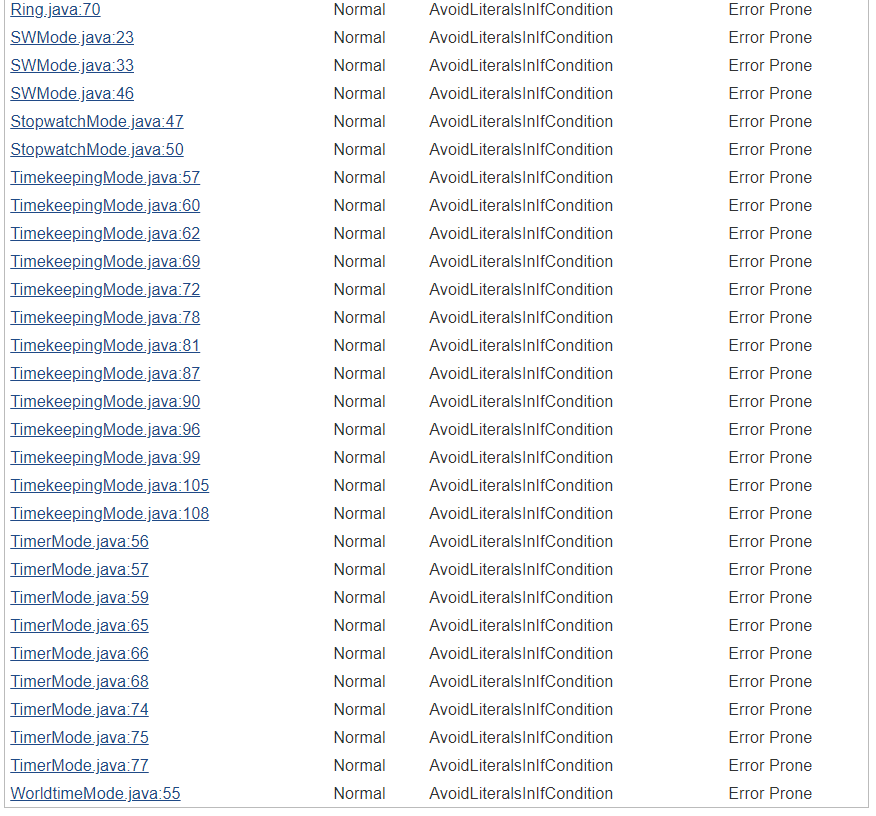 Ring.java:70 Normal AvoidLiteralsInIfCondition Error Prone
SWMode.java:23 Normal AvoidLiteralsInIfCondition Error Prone
SWMode.java:33 Normal AvoidLiteralsInIfCondition Error Prone
SWMode.java:46 Normal AvoidLiteralsInIfCondition Error Prone
StopwatchMode.java:47 Normal AvoidLiteralsInIfCondition Error Prone
StopwatchMode.java:50 Normal AvoidLiteralsInIfCondition Error Prone
TimekeepingMode.java:57 Normal AvoidLiteralsInIfCondition Error Prone
TimekeepingMode.java:60 Normal AvoidLiteralsInIfCondition Error Prone
TimekeepingMode.java:62 Normal AvoidLiteralsInIfCondition Error Prone
TimekeepingMode.java:69 Normal AvoidLiteralsInIfCondition Error Prone
TimekeepingMode.java:72 Normal AvoidLiteralsInIfCondition Error Prone
TimekeepingMode.java:78 Normal AvoidLiteralsInIfCondition Error Prone
TimekeepingMode.java:81 Normal AvoidLiteralsInIfCondition Error Prone
TimekeepingMode.java:87 Normal AvoidLiteralsInIfCondition Error Prone
TimekeepingMode.java:90 Normal AvoidLiteralsInIfCondition Error Prone
TimekeepingMode.java:96 Normal AvoidLiteralsInIfCondition Error Prone
TimekeepingMode.java:99 Normal AvoidLiteralsInIfCondition Error Prone
TimekeepingMode.java:105 Normal AvoidLiteralsInIfCondition Error Prone
TimekeepingMode.java:108 Normal AvoidLiteralsInIfCondition Error Prone
TimerMode.java:56 Normal AvoidLiteralsInIfCondition Error Prone
TimerMode.java:57 Normal AvoidLiteralsInIfCondition Error Prone
TimerMode.java:59 Normal AvoidLiteralsInIfCondition Error Prone
TimerMode.java:65 Normal AvoidLiteralsInIfCondition Error Prone
TimerMode.java:66 Normal AvoidLiteralsInIfCondition Error Prone
TimerMode.java:68 Normal AvoidLiteralsInIfCondition Error Prone
TimerMode.java:74 Normal AvoidLiteralsInIfCondition Error Prone
TimerMode.java:75 Normal AvoidLiteralsInIfCondition Error Prone
TimerMode.java:77 Normal AvoidLiteralsInIfCondition Error Prone
WorldtimeMode.java:55 Normal AvoidLiteralsInIfCondition Error Prone